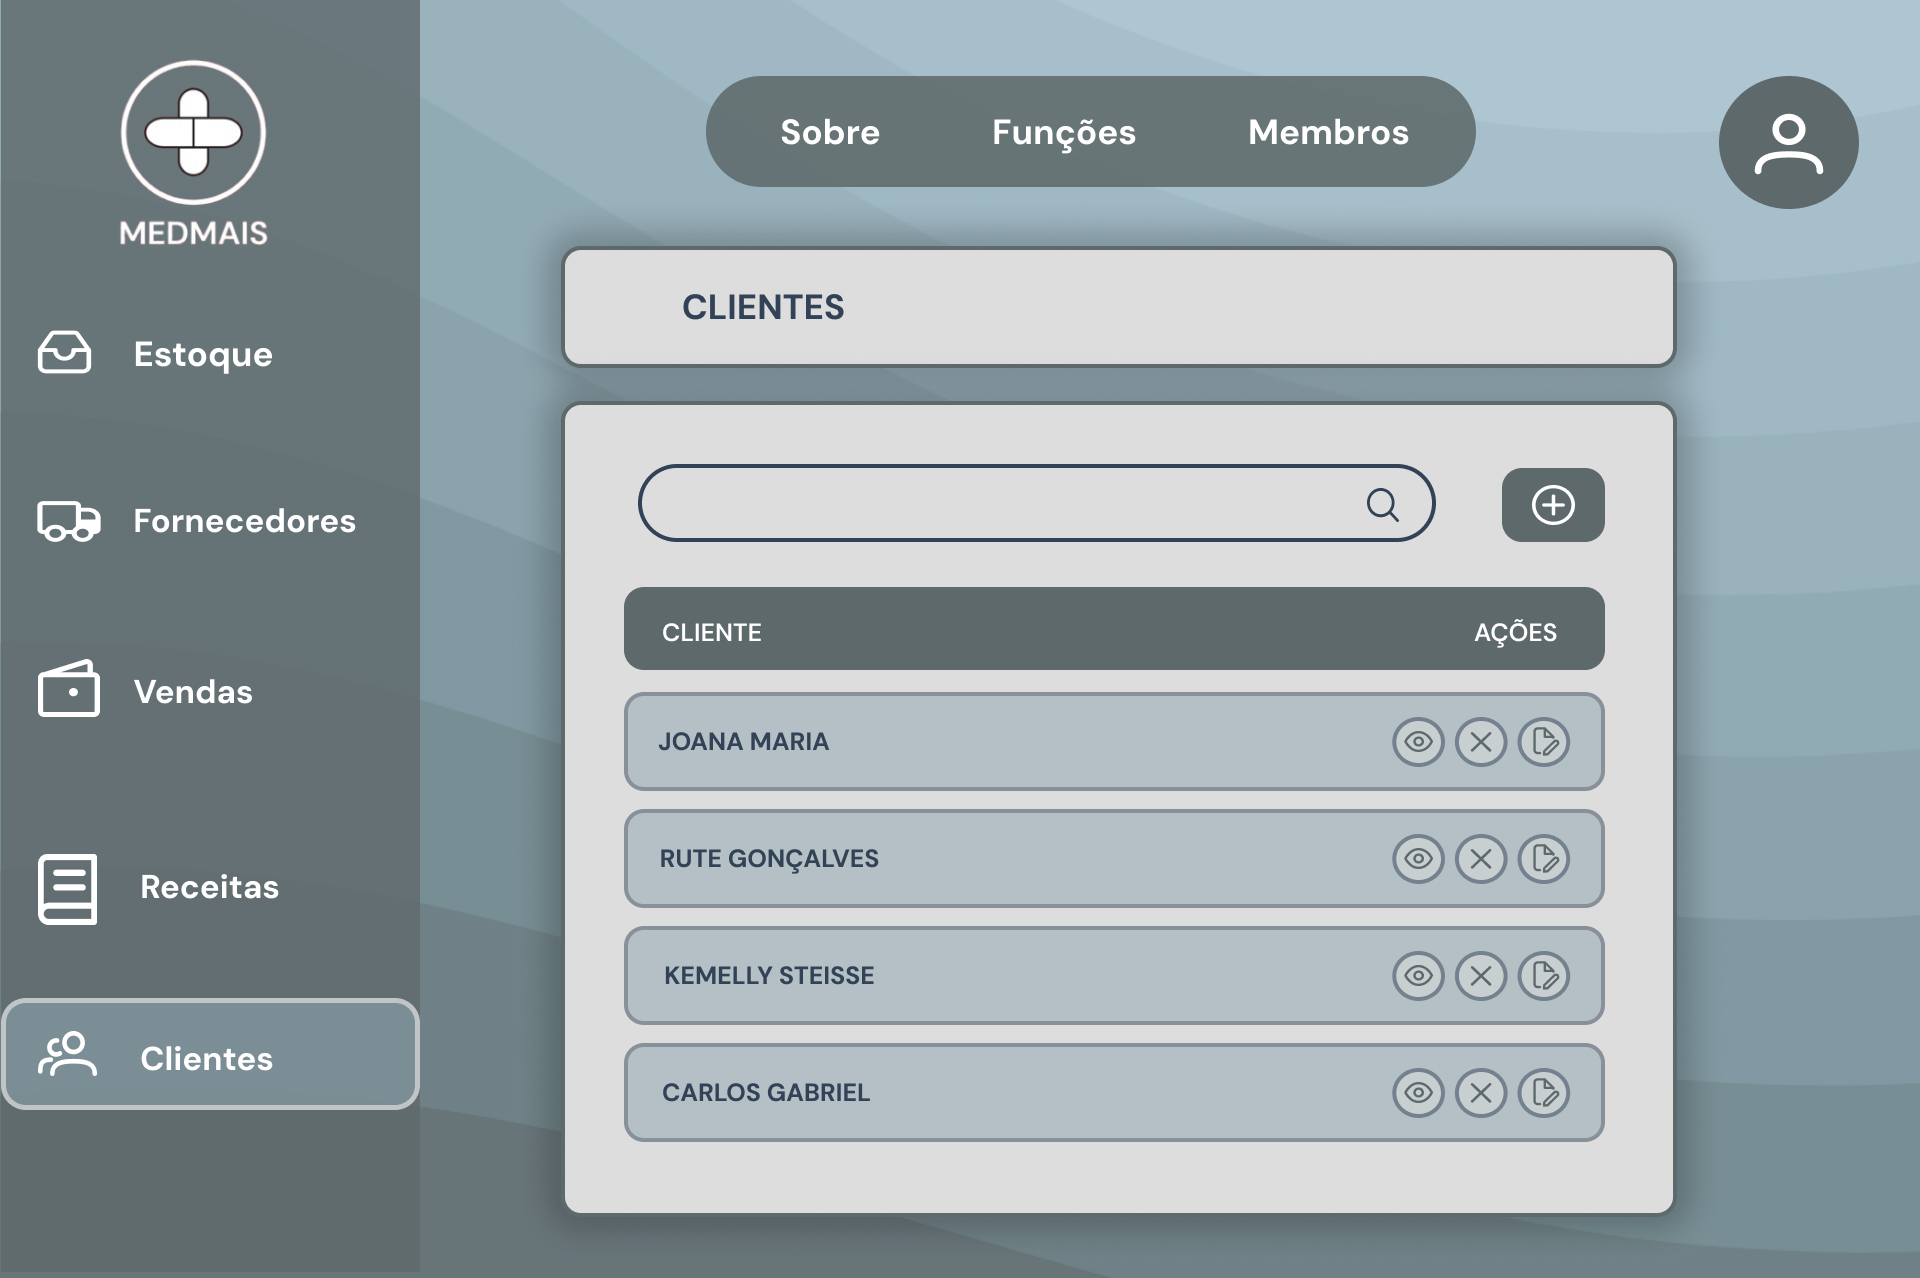 MEDMAIS
Sobre
Funções
Membros
CLIENTES
Estoque
Fornecedores
Vendas
Receitas
Clientes
CLIENTE
AÇÕES
JOANA MARIA
RUTE GONÇALVES
KEMELLY STEISSE
CARLOS GABRIEL